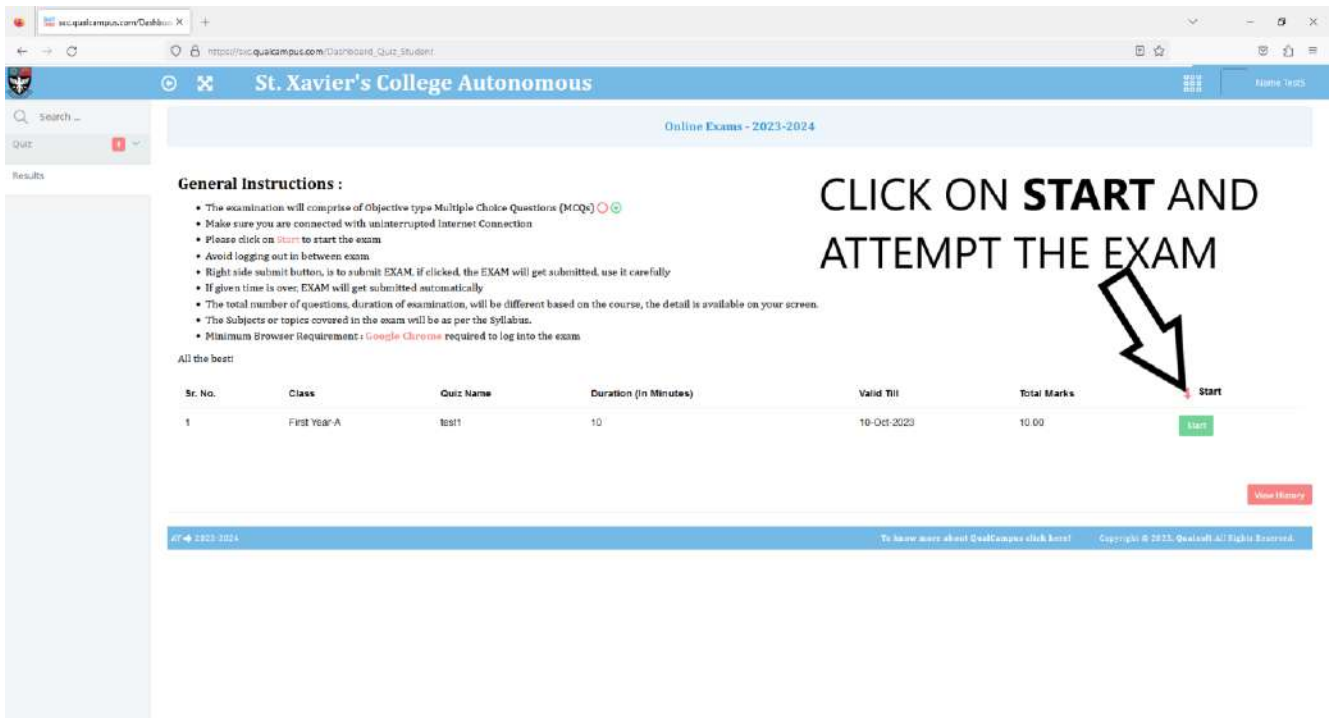 St. Xavier's College Autonomous
Name Test5
Search ...
Quiz
Results
Online Exams - 2023-2024
General Instructions :
• The examination will comprise of Objective type Multiple Choice Questions (MCQs)
• Make sure you are connected with uninterrupted Internet Connection
• Please click on Start to start the exam
• Avoid logging out in between exam
• Right side submit button, is to submit EXAM, if clicked, the EXAM will get submitted, use it carefully
• If given time is over, EXAM will get submitted automatically
• The total number of questions, duration of examination, will be different based on the course, the detail is available on your screen.
• The Subjects or topics covered in the exam will be as per the Syllabus.
• Minimum Browser Requirement : Google Chrome required to log into the exam
All the best!
CLICK ON START AND
ATTEMPT THE EXAM
Sr. No. Class Quiz Name Duration (In Minutes) Valid Till Total Marks Start
1 First Year-A test1 10 10-Oct-2023 10.00 Start
View History
AY 2023-2024 To know more about QualCampus click here! Copyright © 2023, Qualsoft All Rights Reserved.